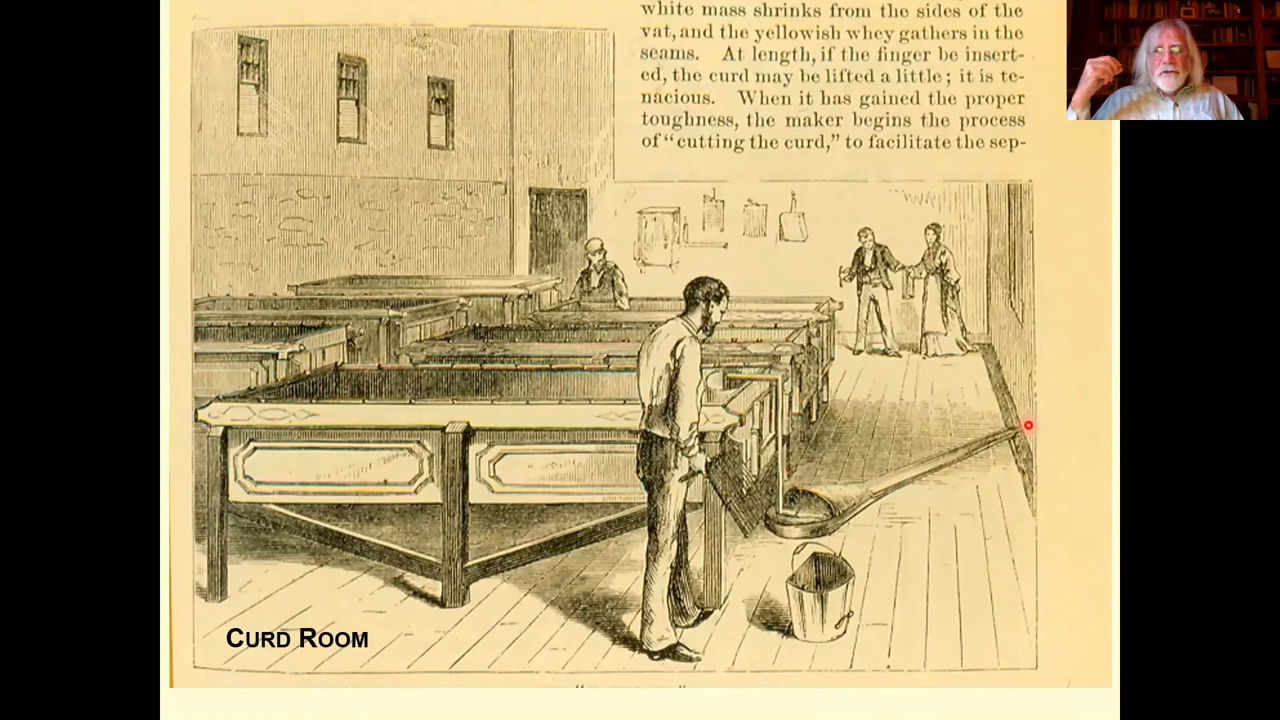 white mass shrinks from the sides of the
vat, and the yellowish whey gathers in the
seams. At length, if the finger be insert-
ed, the curd may be lifted a little; it is te-
nacious. When it has gained the proper
toughness, the maker begins the process
of "cutting the curd," to facilitate the sep-
CURD ROOM